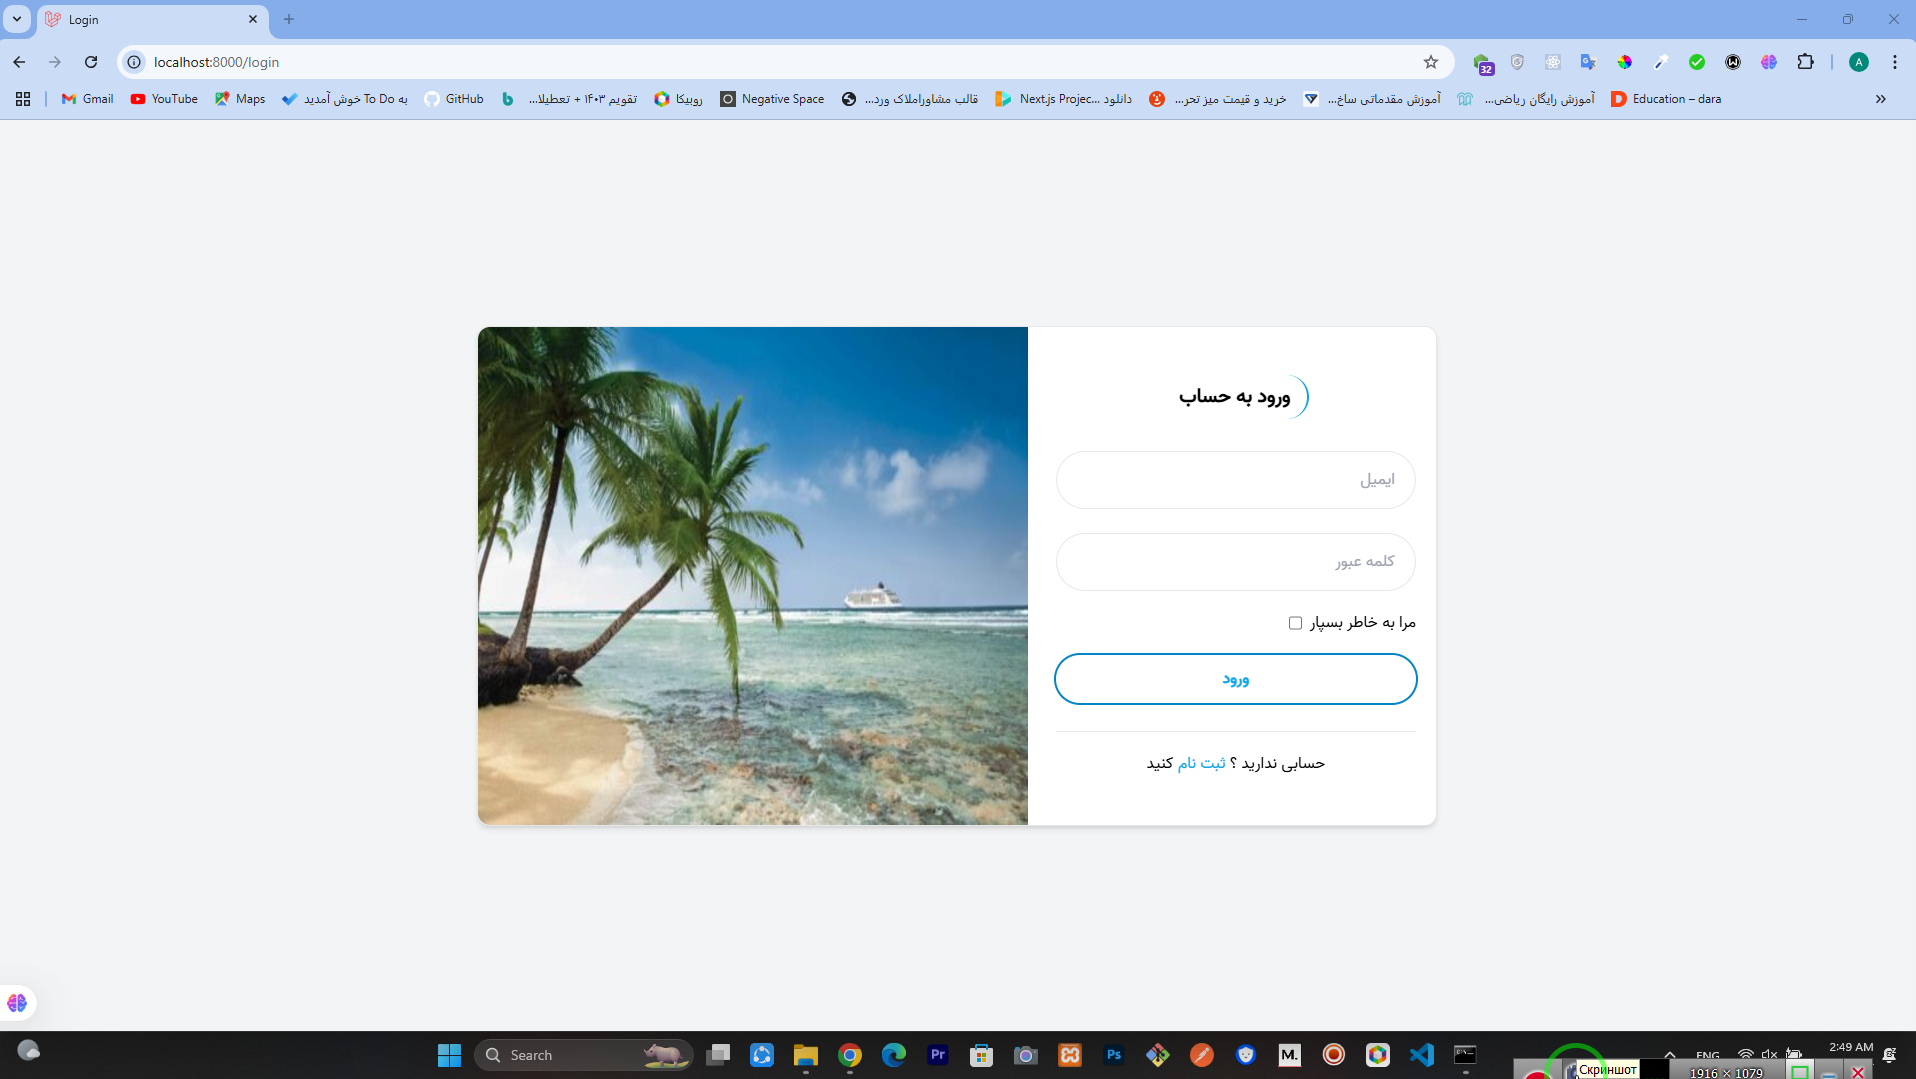 Login
localhost:8000/login
32
A
Gmail
YouTube
Maps
به To Do خوش آمدید
GitHub
تقویم ۱۴۰۳ + تعطیلا...
روبیکا
Negative Space
قالب مشاوراملاک ورد...
دانلود Next.js Projec...
خرید و قیمت میز تحر...
آموزش مقدماتی ساخ...
آموزش رایگان ریاضی...
Education – dara
ورود به حساب
ایمیل
کلمه عبور
مرا به خاطر بسپار
ورود
حسابی ندارید ؟ ثبت نام کنید
Search
Pr
Ps
M.
ENG
2:49 AM
Скриншот
1916 × 1079